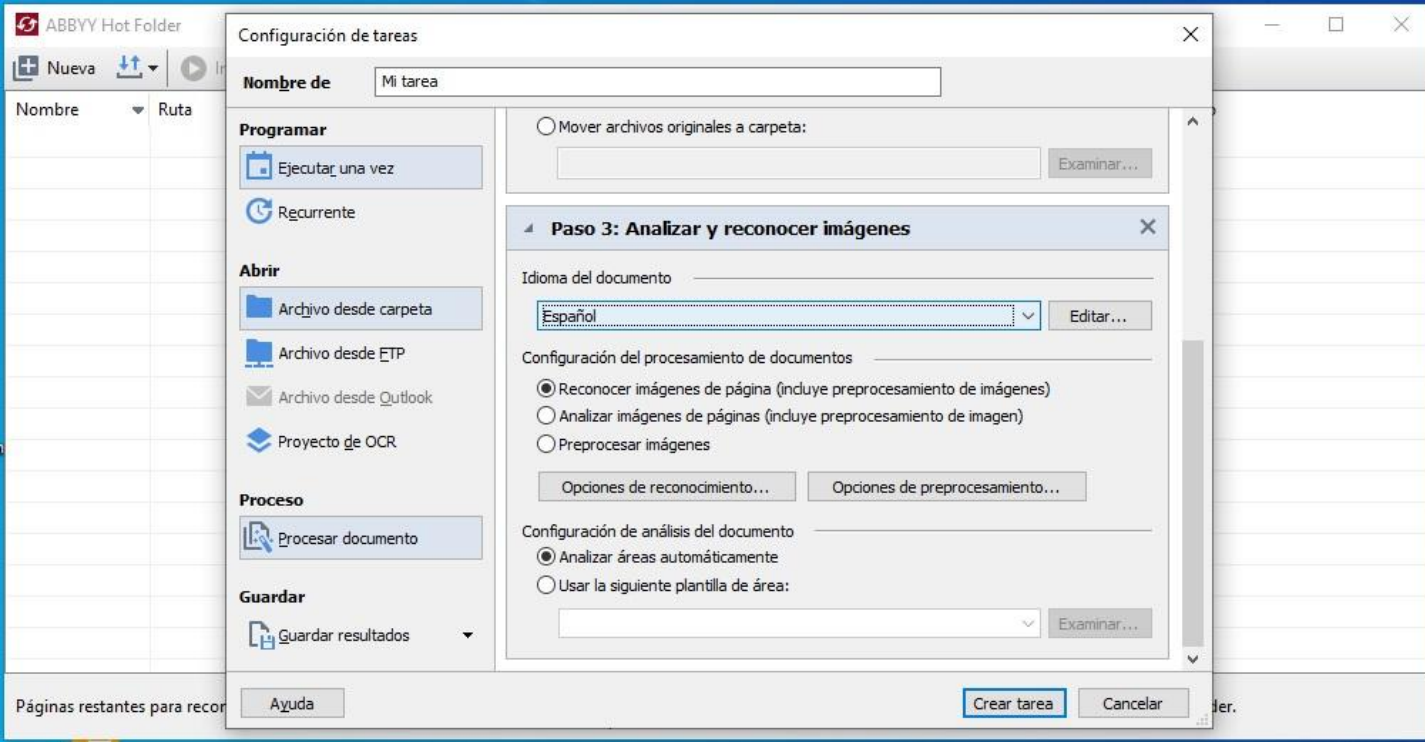 ABBYY Hot Folder
Nueva
Nombre
Ruta
Configuración de tareas
Nombre de
Mi tarea
Programar
Ejecutar una vez
Recurrente
Abrir
Archivo desde carpeta
Archivo desde FTP
Archivo desde Outlook
Proyecto de OCR
Proceso
Procesar documento
Guardar
Guardar resultados
Mover archivos originales a carpeta:
Examinar...
Paso 3: Analizar y reconocer imágenes
Idioma del documento
Español
Editar...
Configuración del procesamiento de documentos
Reconocer imágenes de página (incluye preprocesamiento de imágenes)
Analizar imágenes de páginas (incluye preprocesamiento de imagen)
Preprocesar imágenes
Opciones de reconocimiento...
Opciones de preprocesamiento...
Configuración de análisis del documento
Analizar áreas automáticamente
Usar la siguiente plantilla de área:
Examinar...
Ayuda
Crear tarea
Cancelar
Páginas restantes para recor
der.